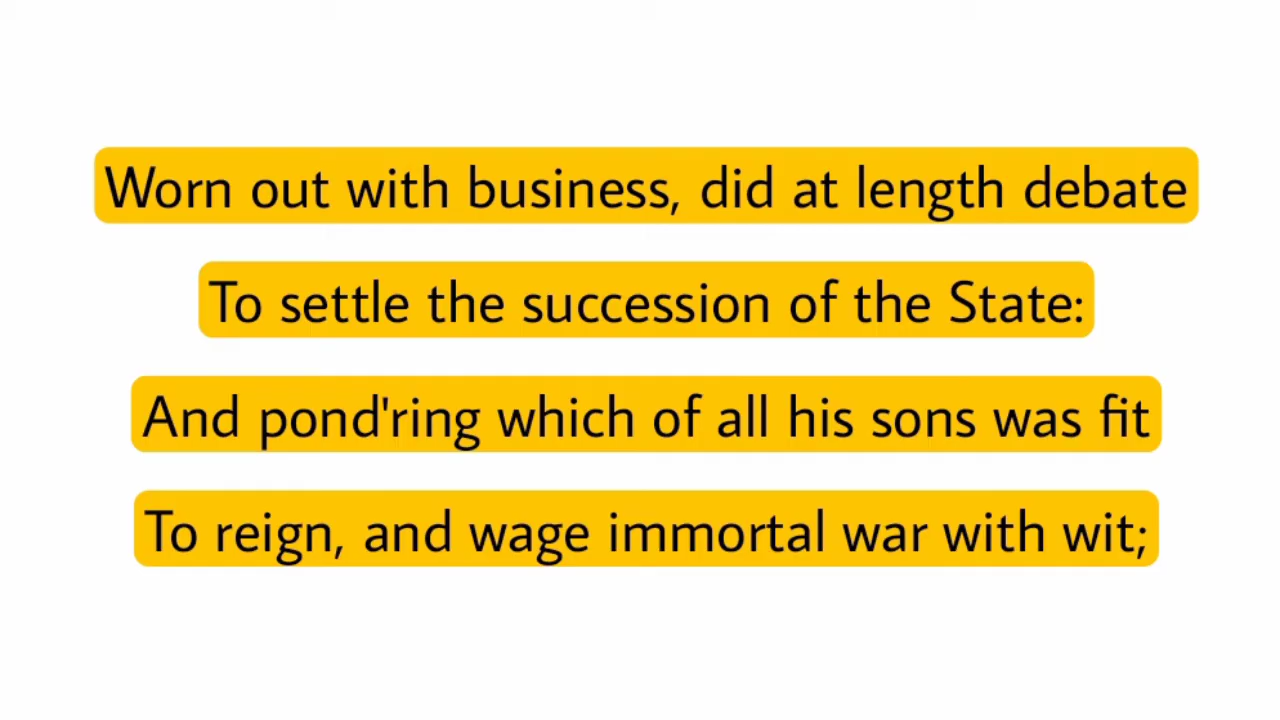 Worn out with business, did at length debate
To settle the succession of the State:
And pond'ring which of all his sons was fit
To reign, and wage immortal war with wit;